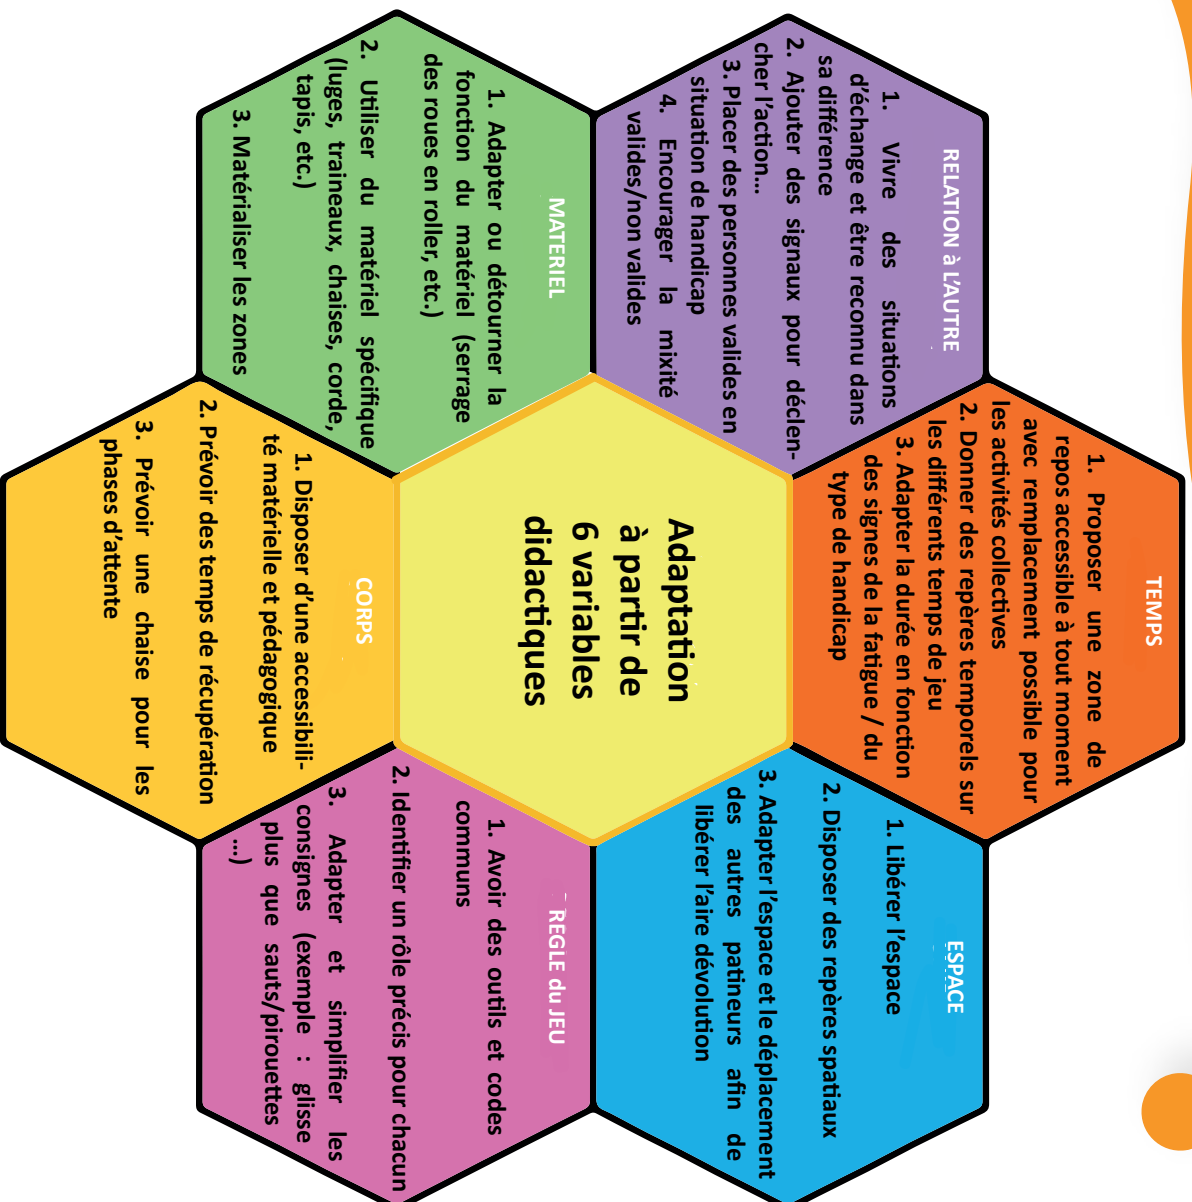 RELATION à L'AUTRE
1. Vivre des situations
d'échange et être reconnu dans
sa différence
2. Ajouter des signaux pour déclen-
cher l'action...
3. Placer des personnes valides en
situation de handicap
4. Encourager la mixité
valides/non valides
TEMPS
1. Proposer une zone de
repos accessible à tout moment
avec remplacement possible pour
les activités collectives
2. Donner des repères temporels sur
les différents temps de jeu
3. Adapter la durée en fonction
des signes de la fatigue / du
type de handicap
ESPACE
1. Libérer l'espace
2. Disposer des repères spatiaux
3. Adapter l'espace et le déplacement
des autres patineurs afin de
libérer l'aire dévolution
Adaptation
à partir de
6 variables
didactiques
MATERIEL
1. Adapter ou détourner la
fonction du matériel (serrage
des roues en roller, etc.)
2. Utiliser du matériel spécifique
(luges, traineaux, chaises, corde,
tapis, etc.)
3. Matérialiser les zones
CORPS
1. Disposer d'une accessibili-
té matérielle et pédagogique
2. Prévoir des temps de récupération
3. Prévoir une chaise pour les
phases d'attente
REGLE du JEU
1. Avoir des outils et codes
communs
2. Identifier un rôle précis pour chacun
3. Adapter et simplifier les
consignes (exemple : glisse
plus que sauts/pirouettes
...)